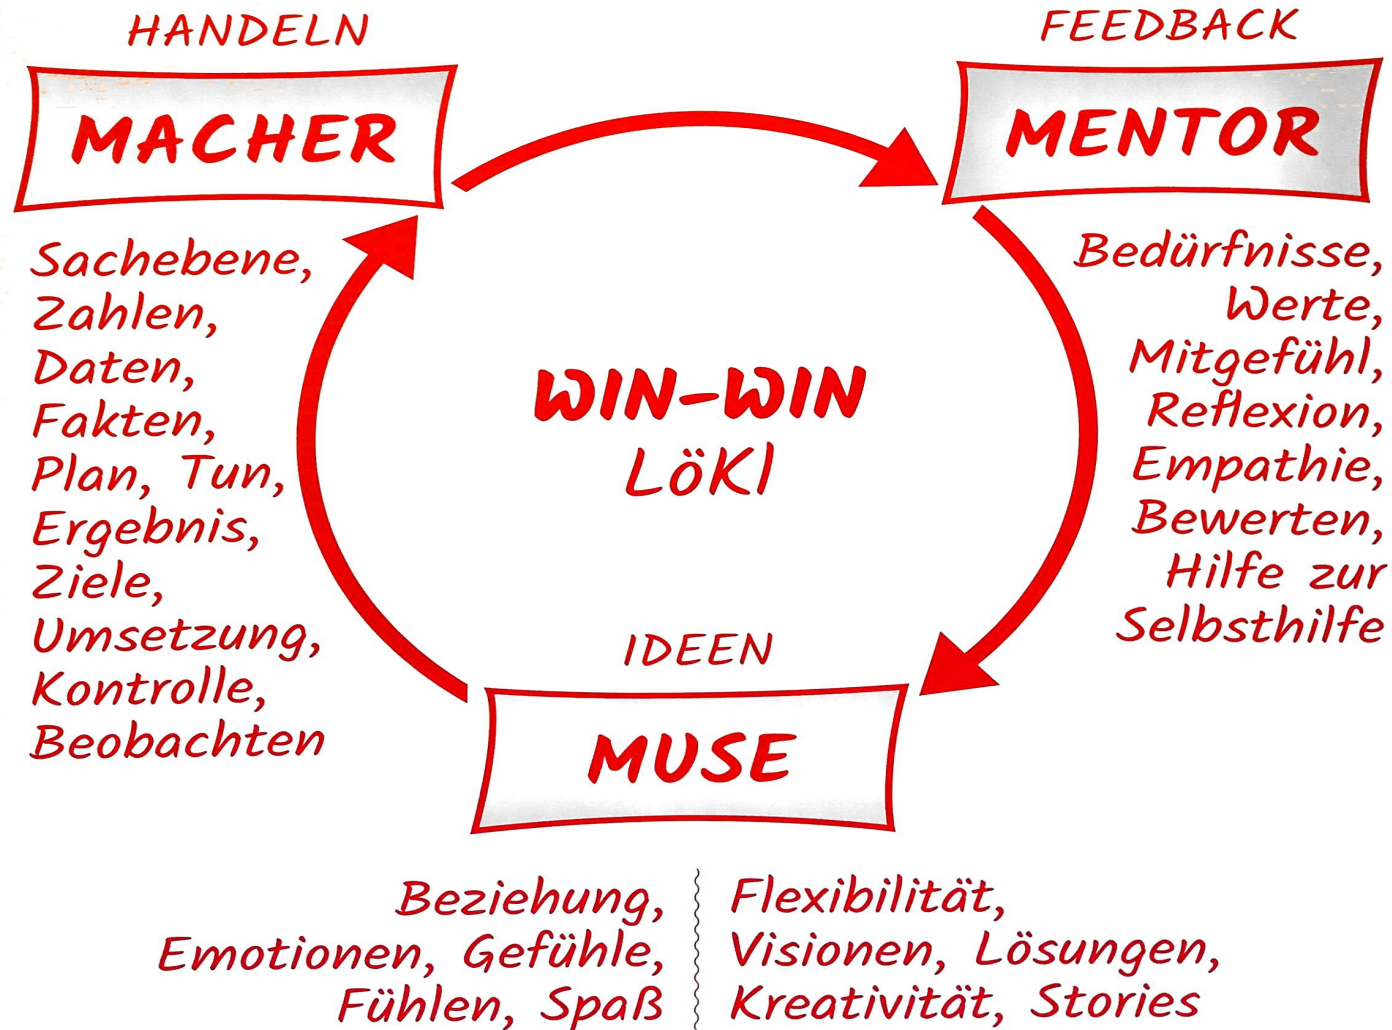 HANDELN
MACHER
Sachebene,
Zahlen,
Daten,
Fakten,
Plan, Tun,
Ergebnis,
Ziele,
Umsetzung,
Kontrolle,
Beobachten
FEEDBACK
MENTOR
Bedürfnisse,
Werte,
Mitgefühl,
Reflexion,
Empathie,
Bewerten,
Hilfe zur
Selbsthilfe
WIN-WIN
LöKl
IDEEN
MUSE
Beziehung,
Emotionen, Gefühle,
Fühlen, Spaß
Flexibilität,
Visionen, Lösungen,
Kreativität, Stories